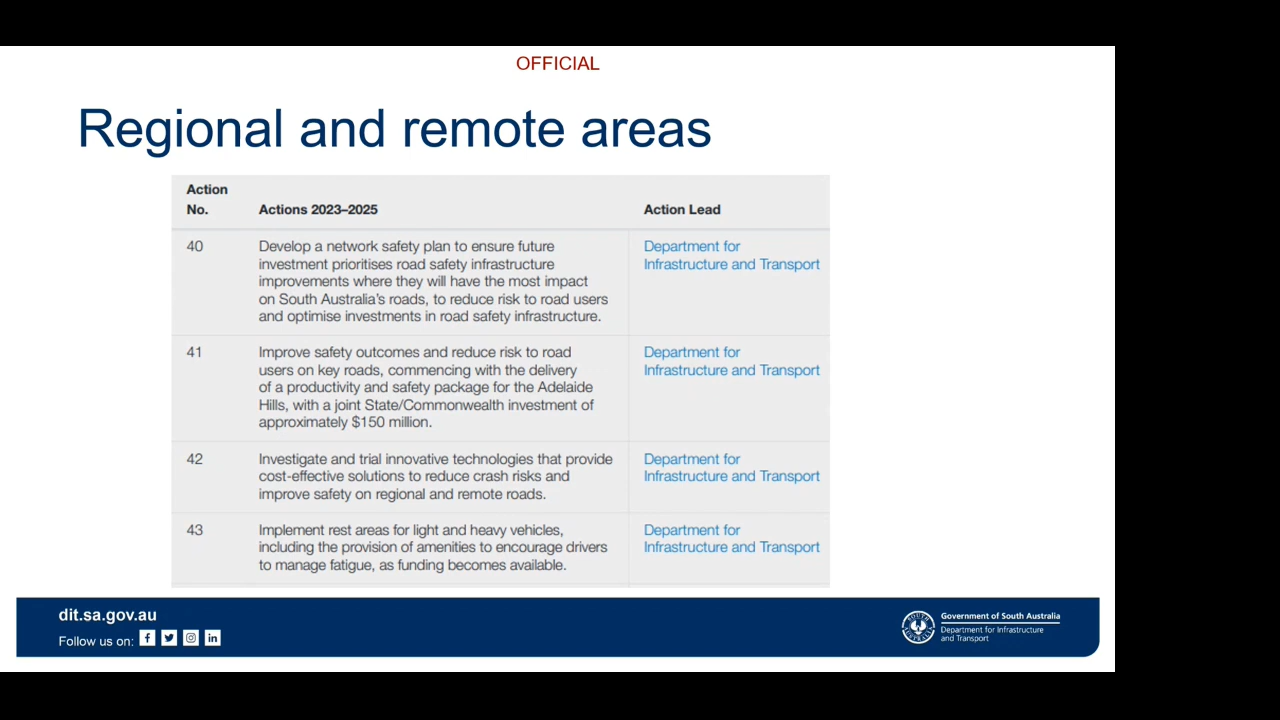 OFFICIAL
Regional and remote areas
Action
No.
Actions 2023–2025
Action Lead
40
Develop a network safety plan to ensure future
investment prioritises road safety infrastructure
improvements where they will have the most impact
on South Australia's roads, to reduce risk to road users
and optimise investments in road safety infrastructure.
Department for
Infrastructure and Transport
41
Improve safety outcomes and reduce risk to road
users on key roads, commencing with the delivery
of a productivity and safety package for the Adelaide
Hills, with a joint State/Commonwealth investment of
approximately $150 million.
Department for
Infrastructure and Transport
42
Investigate and trial innovative technologies that provide
cost-effective solutions to reduce crash risks and
improve safety on regional and remote roads.
Department for
Infrastructure and Transport
43
Implement rest areas for light and heavy vehicles,
including the provision of amenities to encourage drivers
to manage fatigue, as funding becomes available.
Department for
Infrastructure and Transport
dit.sa.gov.au
Follow us on:
Government of South Australia
Department for Infrastructure
and Transport